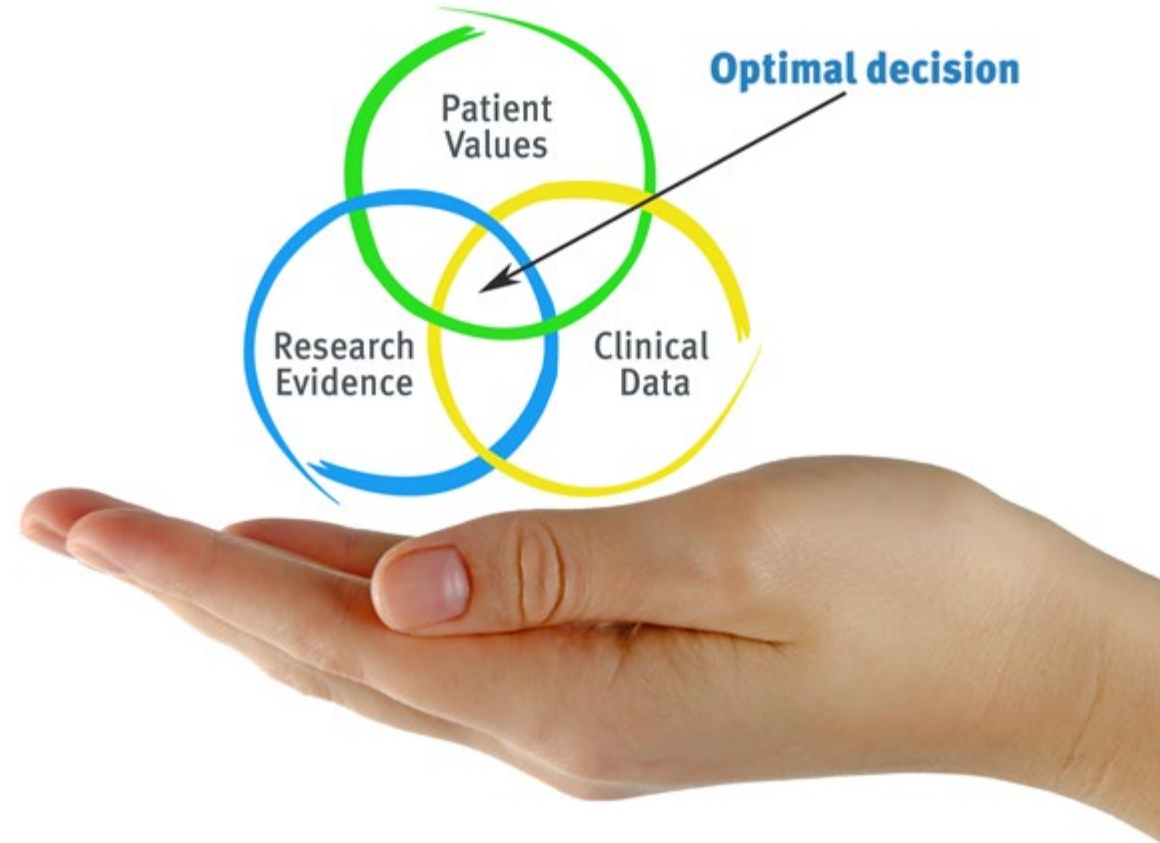 Optimal decision
Patient
Values
Research
Evidence
Clinical
Data